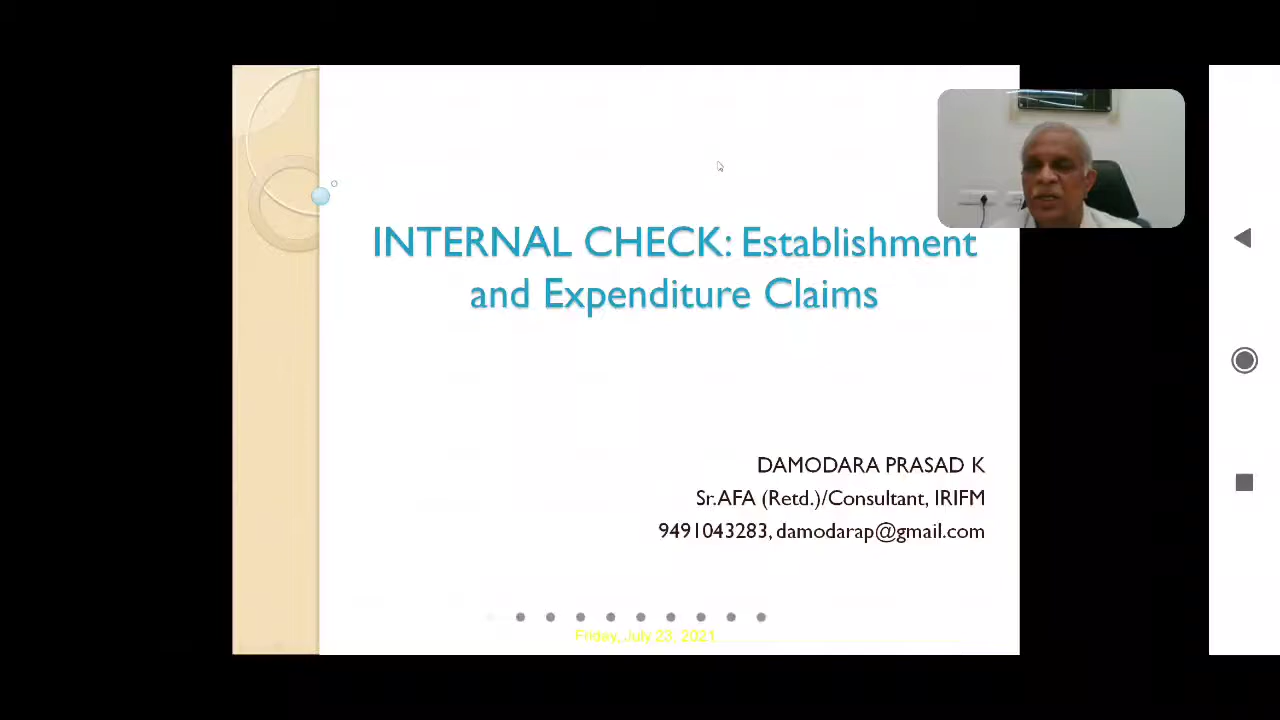 INTERNAL CHECK: Establishment
and Expenditure Claims
DAMODARA PRASAD K
Sr.AFA (Retd.)/Consultant, IRIFM
9491043283, damodarap@gmail.com
Friday, July 23, 2021